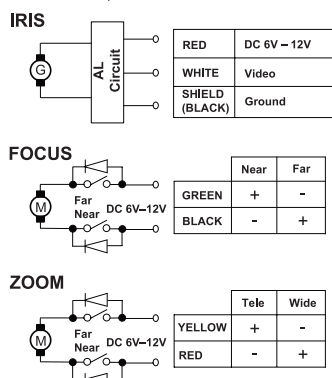 IRIS
G
AL
Circuit
RED DC 6V – 12V
WHITE Video
SHIELD
(BLACK) Ground
FOCUS
M
Far
Near DC 6V–12V
Near Far
GREEN + -
BLACK - +
ZOOM
M
Far
Near DC 6V–12V
Tele Wide
YELLOW + -
RED - +